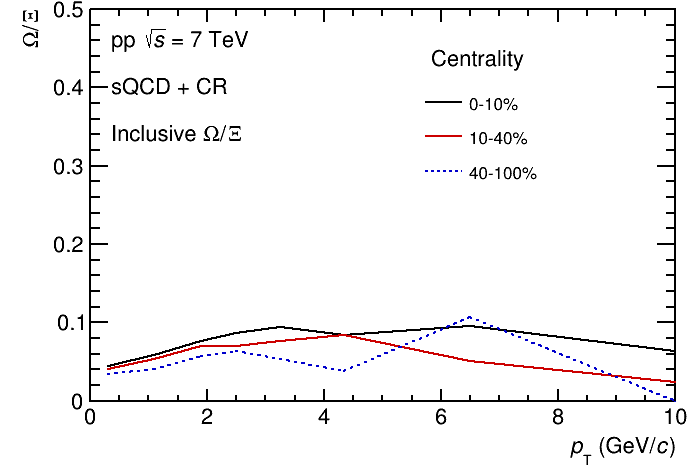 Ω/Ξ
0.5
0.4
0.3
0.2
0.1
0
pp √s = 7 TeV
sQCD + CR
Inclusive Ω/Ξ
Centrality
0-10%
10-40%
40-100%
0 2 4 6 8 10
p_T (GeV/c)